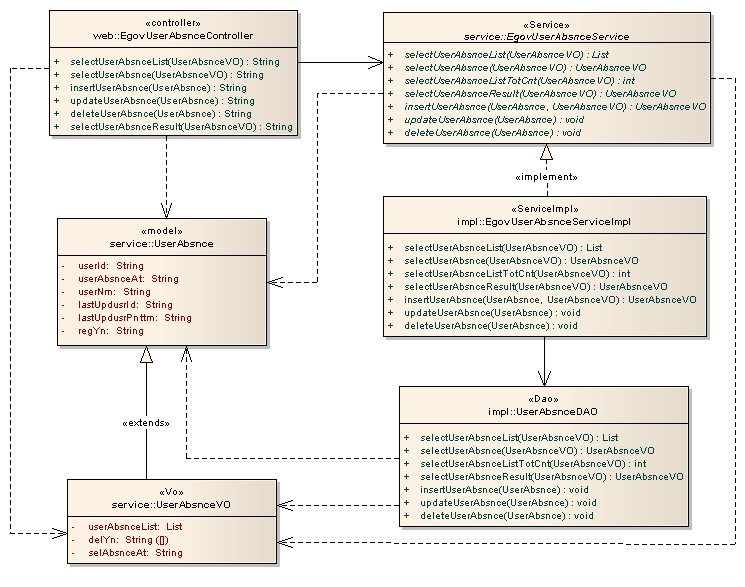 «controller»
web::EgovUserAbsnceController
+ selectUserAbsnceList(UserAbsnceVO) : String
+ selectUserAbsnce(UserAbsnceVO) : String
+ insertUserAbsnce(UserAbsnce) : String
+ updateUserAbsnce(UserAbsnce) : String
+ deleteUserAbsnce(UserAbsnce) : String
+ selectUserAbsnceResult(UserAbsnceVO) : String
«Service»
service::EgovUserAbsnceService
+ selectUserAbsnceList(UserAbsnceVO) : List
+ selectUserAbsnce(UserAbsnceVO) : UserAbsnceVO
+ selectUserAbsnceListTotCnt(UserAbsnceVO) : int
+ selectUserAbsnceResult(UserAbsnceVO) : UserAbsnceVO
+ insertUserAbsnce(UserAbsnce, UserAbsnceVO) : UserAbsnceVO
+ updateUserAbsnce(UserAbsnce) : void
+ deleteUserAbsnce(UserAbsnce) : void
«implement»
«ServiceImpl»
impl::EgovUserAbsnceServiceImpl
+ selectUserAbsnceList(UserAbsnceVO) : List
+ selectUserAbsnce(UserAbsnceVO) : UserAbsnceVO
+ selectUserAbsnceListTotCnt(UserAbsnceVO) : int
+ selectUserAbsnceResult(UserAbsnceVO) : UserAbsnceVO
+ insertUserAbsnce(UserAbsnce, UserAbsnceVO) : UserAbsnceVO
+ updateUserAbsnce(UserAbsnce) : void
+ deleteUserAbsnce(UserAbsnce) : void
«model»
service::UserAbsnce
- userId: String
- userAbsnceAt: String
- userNm: String
- lastUpdusrId: String
- lastUpdusrPnttm: String
- regYn: String
«extends»
«Dao»
impl::UserAbsnceDAO
+ selectUserAbsnceList(UserAbsnceVO) : List
+ selectUserAbsnce(UserAbsnceVO) : UserAbsnceVO
+ selectUserAbsnceListTotCnt(UserAbsnceVO) : int
+ selectUserAbsnceResult(UserAbsnceVO) : UserAbsnceVO
+ insertUserAbsnce(UserAbsnce) : void
+ updateUserAbsnce(UserAbsnce) : void
+ deleteUserAbsnce(UserAbsnce) : void
«Vo»
service::UserAbsnceVO
- userAbsnceList: List
- delYn: String ([])
- selAbsnceAt: String